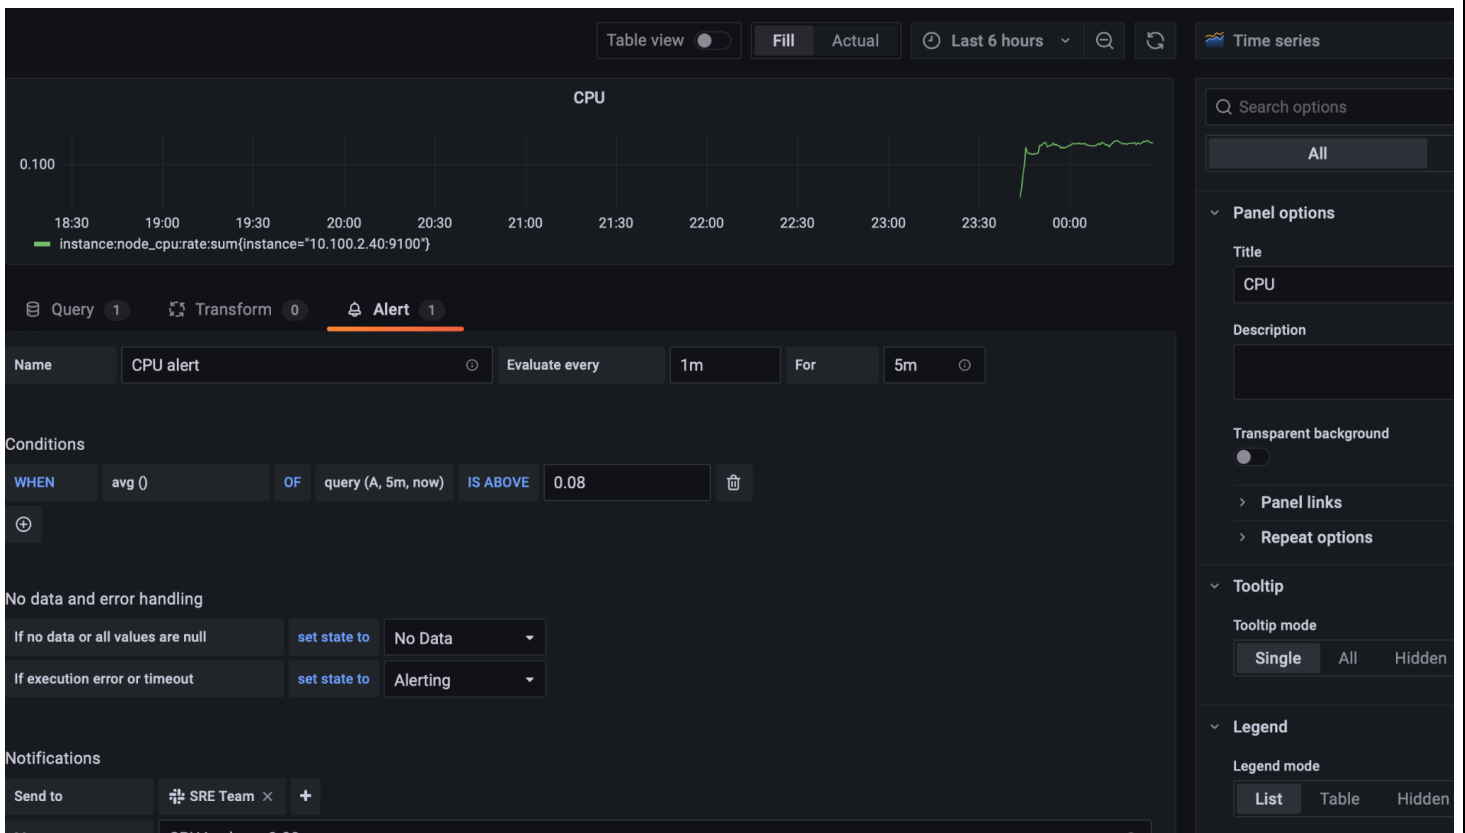 Table view Fill Actual Last 6 hours Time series
CPU
Search options
All
0.100
18:30 19:00 19:30 20:00 20:30 21:00 21:30 22:00 22:30 23:00 23:30 00:00
instance:node_cpu:rate:sum{instance="10.100.2.40:9100"}
Panel options
Title
CPU
Query 1 Transform 0 Alert 1
Description
Name CPU alert Evaluate every 1m For 5m
Conditions
Transparent background
WHEN avg () OF query (A, 5m, now) IS ABOVE 0.08
Panel links
Repeat options
No data and error handling
Tooltip
If no data or all values are null set state to No Data
Tooltip mode
Single All Hidden
If execution error or timeout set state to Alerting
Legend
Notifications
Legend mode
Send to SRE Team
List Table Hidden